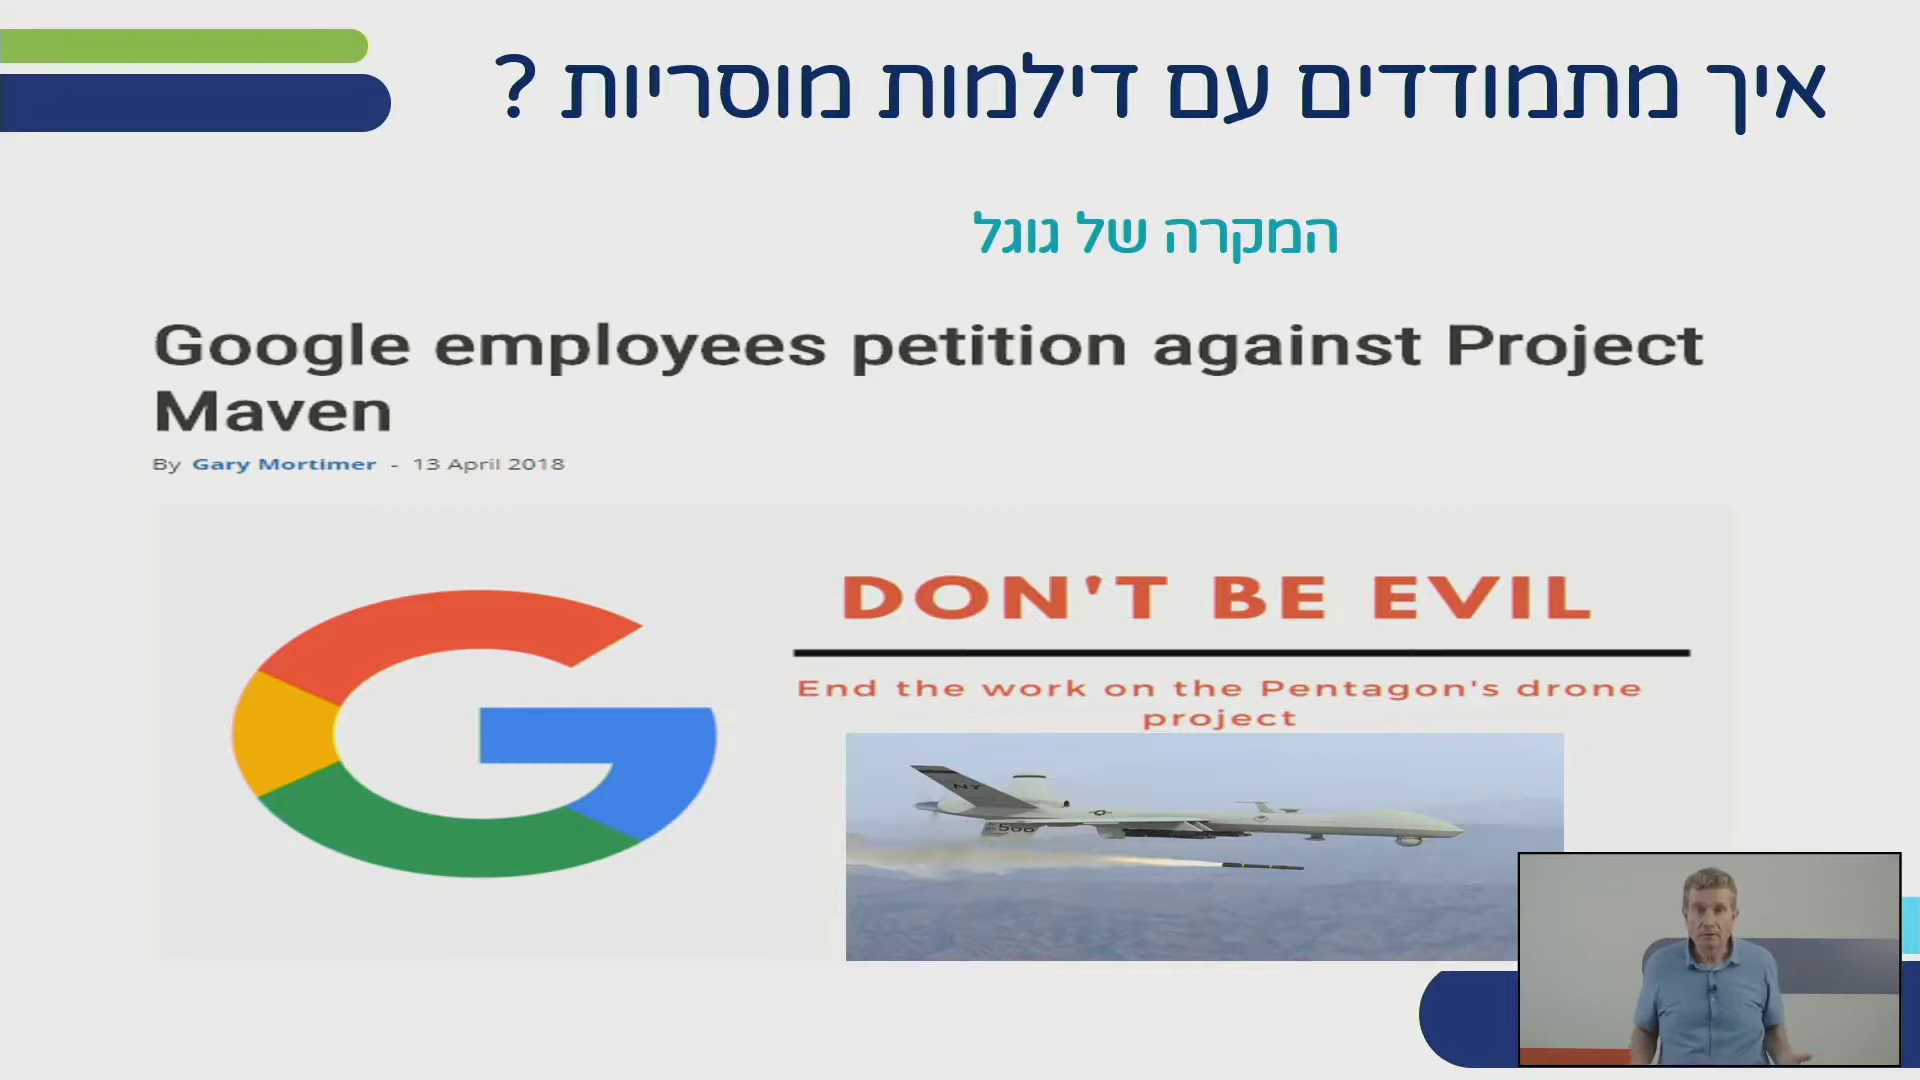 איך מתמודדים עם דילמות מוסריות ?
המקרה של גוגל
Google employees petition against Project
Maven
By Gary Mortimer - 13 April 2018
DON'T BE EVIL
End the work on the Pentagon's drone
project
NY